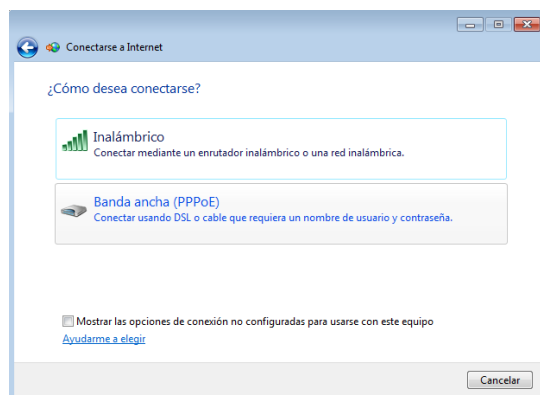 Conectarse a Internet
¿Cómo desea conectarse?
Inalámbrico
Conectar mediante un enrutador inalámbrico o una red inalámbrica.
Banda ancha (PPPoE)
Conectar usando DSL o cable que requiera un nombre de usuario y contraseña.
Mostrar las opciones de conexión no configuradas para usarse con este equipo
Ayudarme a elegir
Cancelar